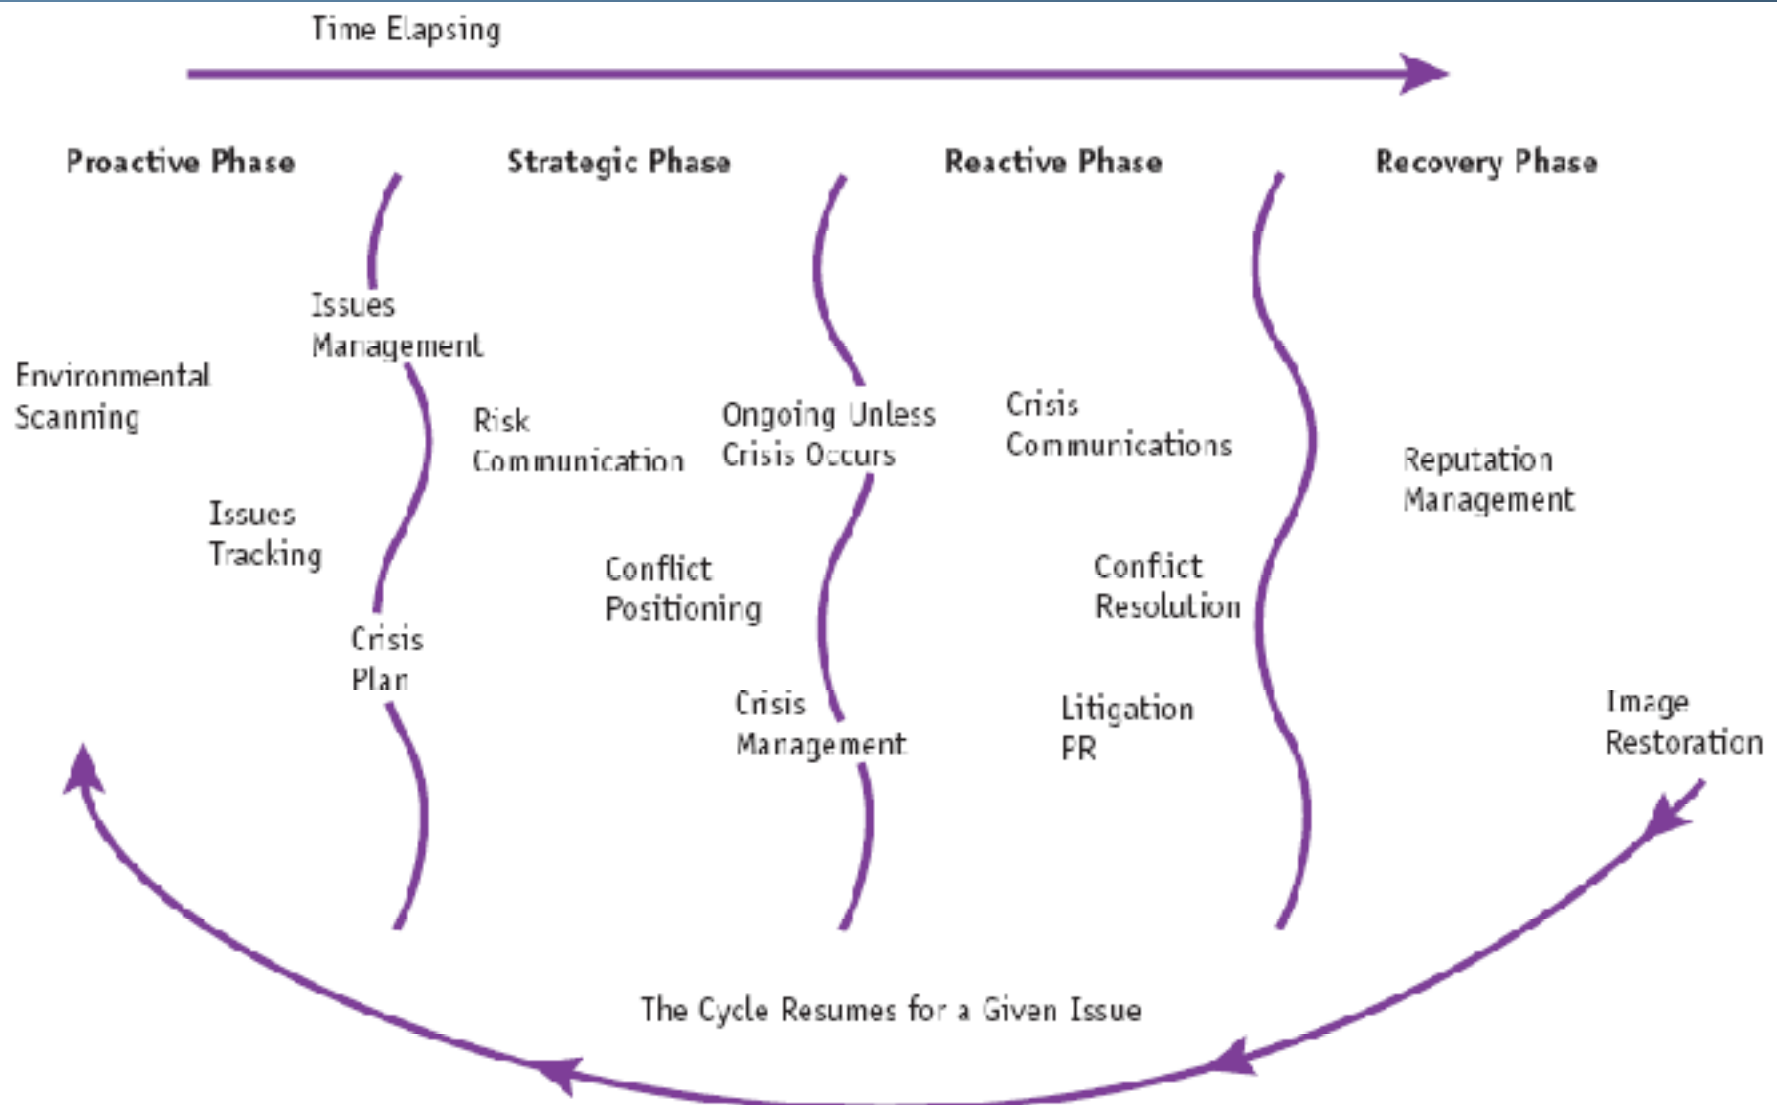 Time Elapsing
Proactive Phase
Strategic Phase
Reactive Phase
Recovery Phase
Issues
Management
Environmental
Scanning
Issues
Tracking
Crisis
Plan
Risk
Communication
Conflict
Positioning
Ongoing Unless
Crisis Occurs
Crisis
Management
Crisis
Communications
Conflict
Resolution
Litigation
PR
Reputation
Management
Image
Restoration
The Cycle Resumes for a Given Issue